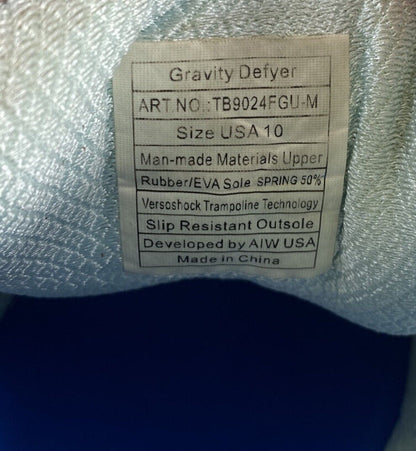 Gravity Defyer
ART.NO.:TB9024FGU-M
Size USA 10
Man-made Materials Upper
Rubber/EVA Sole SPRING 50%
Versoshock Trampoline Technology
Slip Resistant Outsole
Developed by AIW USA
Made in China